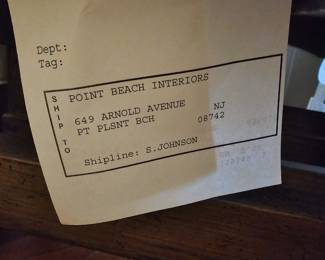 Dept:
Tag:
SHIP TO
POINT BEACH INTERIORS
649 ARNOLD AVENUE
PT PLSNT BCH NJ 08742
Shipline: S.JOHNSON